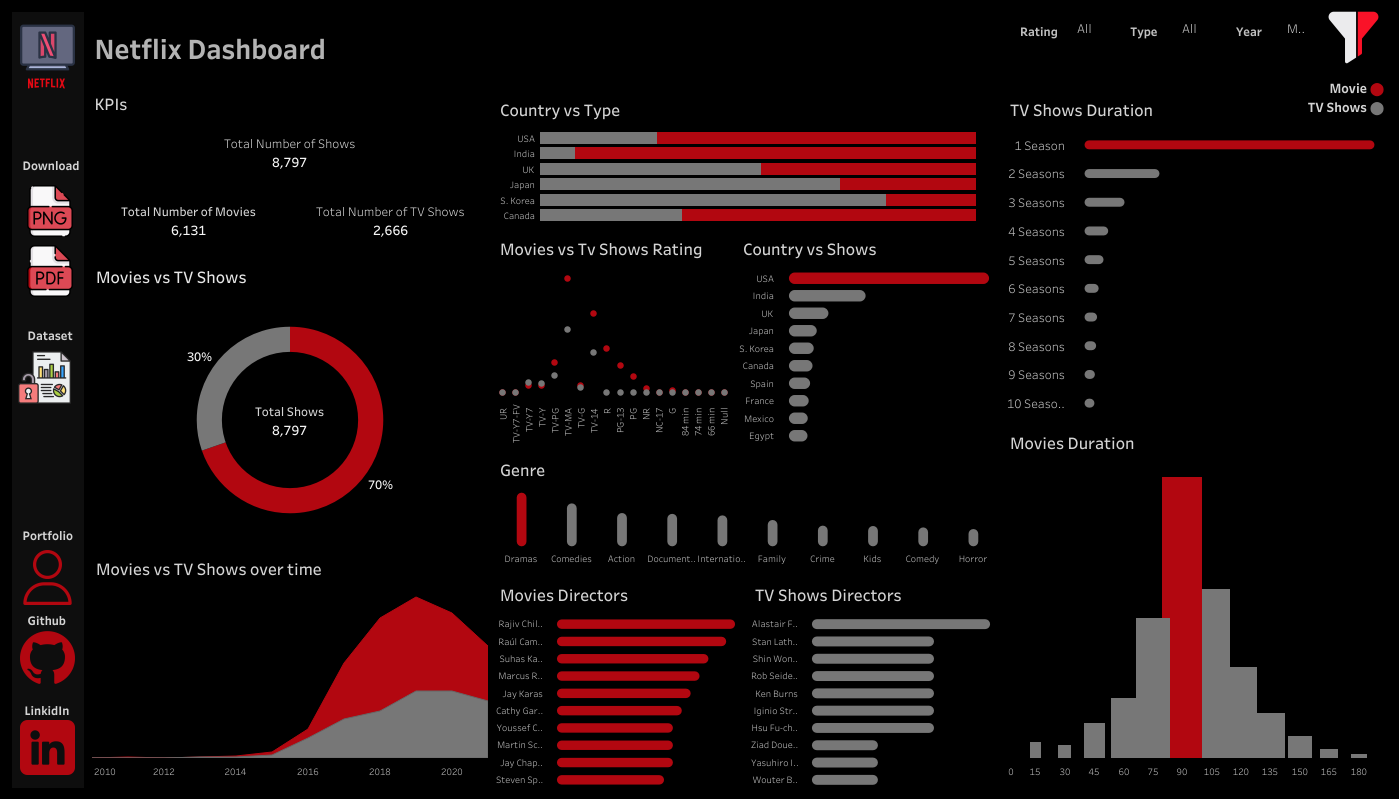 N
NETFLIX
Netflix Dashboard
Rating All Type All Year M..
Movie
TV Shows
Download
PNG
PDF
Dataset
Portfolio
Github
LinkidIn
in
KPIs
Total Number of Shows
8,797
Total Number of Movies
6,131
Total Number of TV Shows
2,666
Movies vs TV Shows
30%
Total Shows
8,797
70%
Movies vs TV Shows over time
2010 2012 2014 2016 2018 2020
Country vs Type
USA
India
UK
Japan
S. Korea
Canada
Movies vs Tv Shows Rating
UR
TV-Y7-FV
TV-Y7
TV-Y
TV-PG
TV-MA
TV-G
TV-14
R
PG-13
PG
NR
NC-17
G
84 min
74 min
66 min
Null
Country vs Shows
USA
India
UK
Japan
S. Korea
Canada
Spain
France
Mexico
Egypt
Genre
Dramas Comedies Action Document.. Internatio.. Family Crime Kids Comedy Horror
Movies Directors
Rajiv Chil..
Raúl Cam..
Suhas Ka..
Marcus R..
Jay Karas
Cathy Gar..
Youssef C..
Martin Sc..
Jay Chap..
Steven Sp..
TV Shows Directors
Alastair F..
Stan Lath..
Shin Won..
Rob Seide..
Ken Burns
Iginio Str..
Hsu Fu-ch..
Ziad Doue..
Yasuhiro I..
Wouter B..
TV Shows Duration
1 Season
2 Seasons
3 Seasons
4 Seasons
5 Seasons
6 Seasons
7 Seasons
8 Seasons
9 Seasons
10 Seaso..
Movies Duration
0 15 30 45 60 75 90 105 120 135 150 165 180